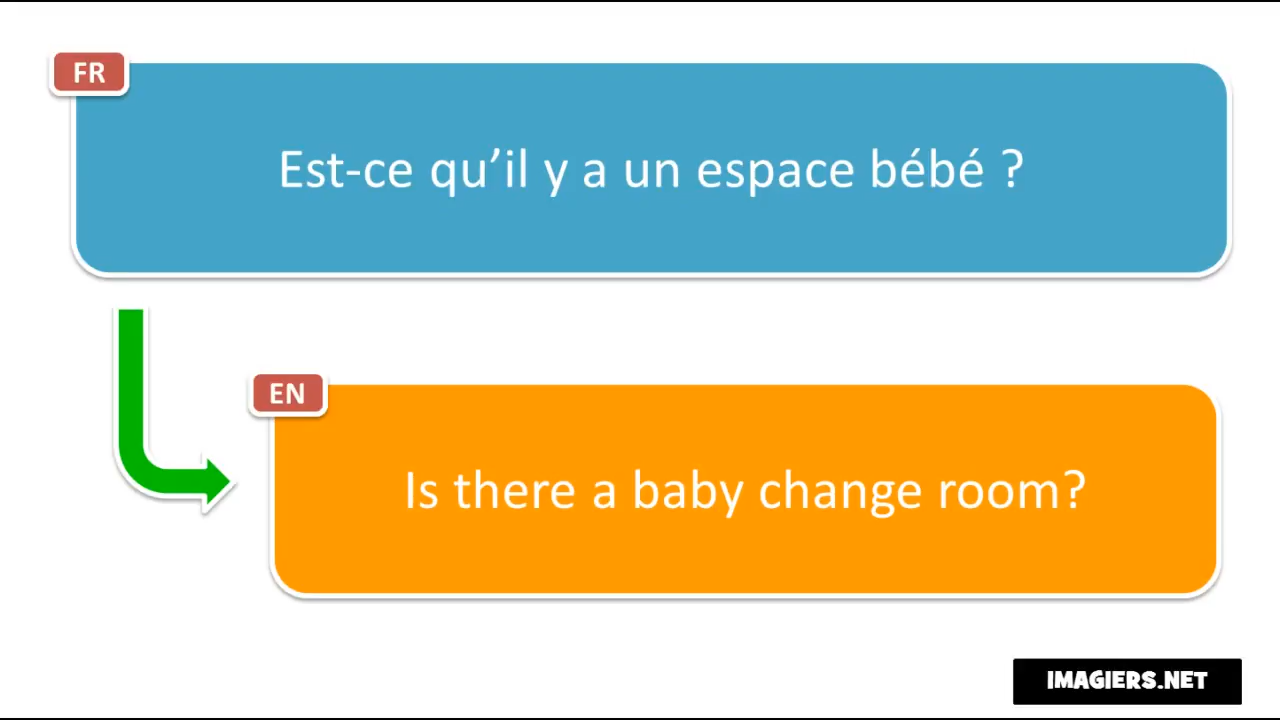 FR
Est-ce qu’il y a un espace bébé ?
EN
Is there a baby change room?
IMAGIERS.NET